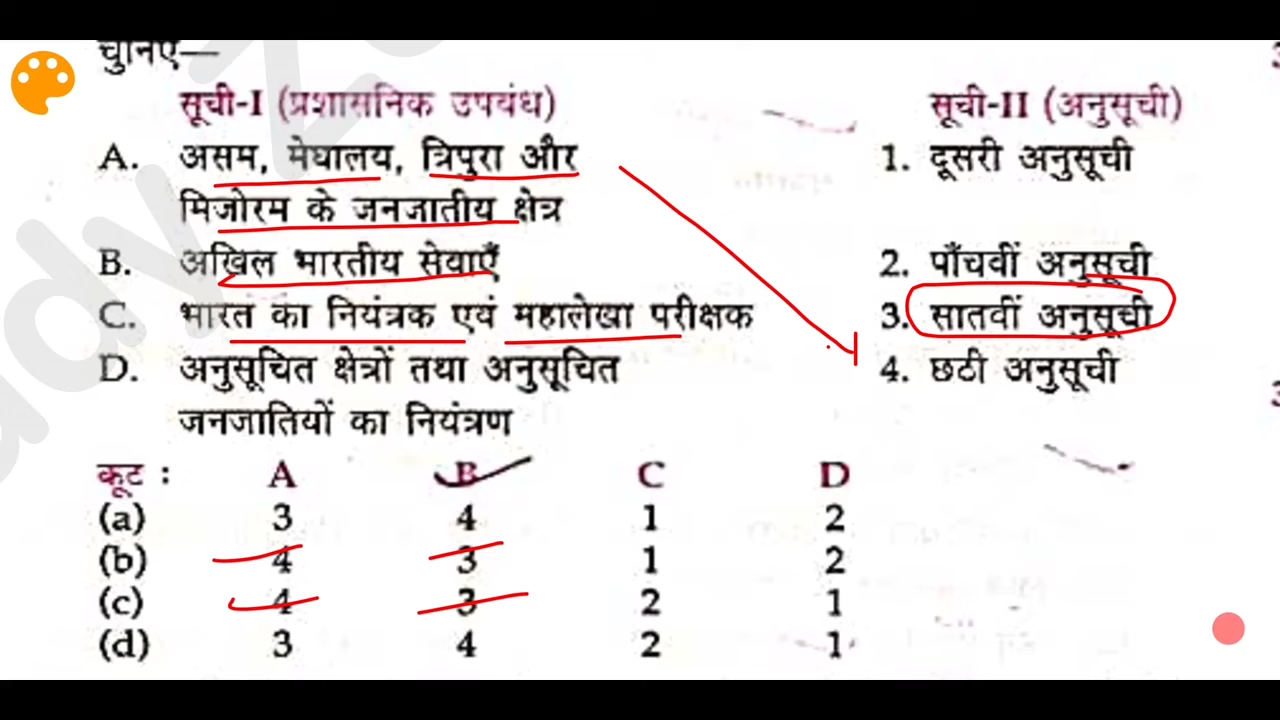 चुनिए—
सूची-I (प्रशासनिक उपबंध) सूची-II (अनुसूची)
A. असम, मेघालय, त्रिपुरा और 1. दूसरी अनुसूची
मिजोरम के जनजातीय क्षेत्र
B. अखिल भारतीय सेवाएँ 2. पाँचवीं अनुसूची
C. भारत का नियंत्रक एवं महालेखा परीक्षक 3. सातवीं अनुसूची
D. अनुसूचित क्षेत्रों तथा अनुसूचित 4. छठी अनुसूची
जनजातियों का नियंत्रण
कूट : A B C D
(a) 3 4 1 2
(b) 4 3 1 2
(c) 4 3 2 1
(d) 3 4 2 1